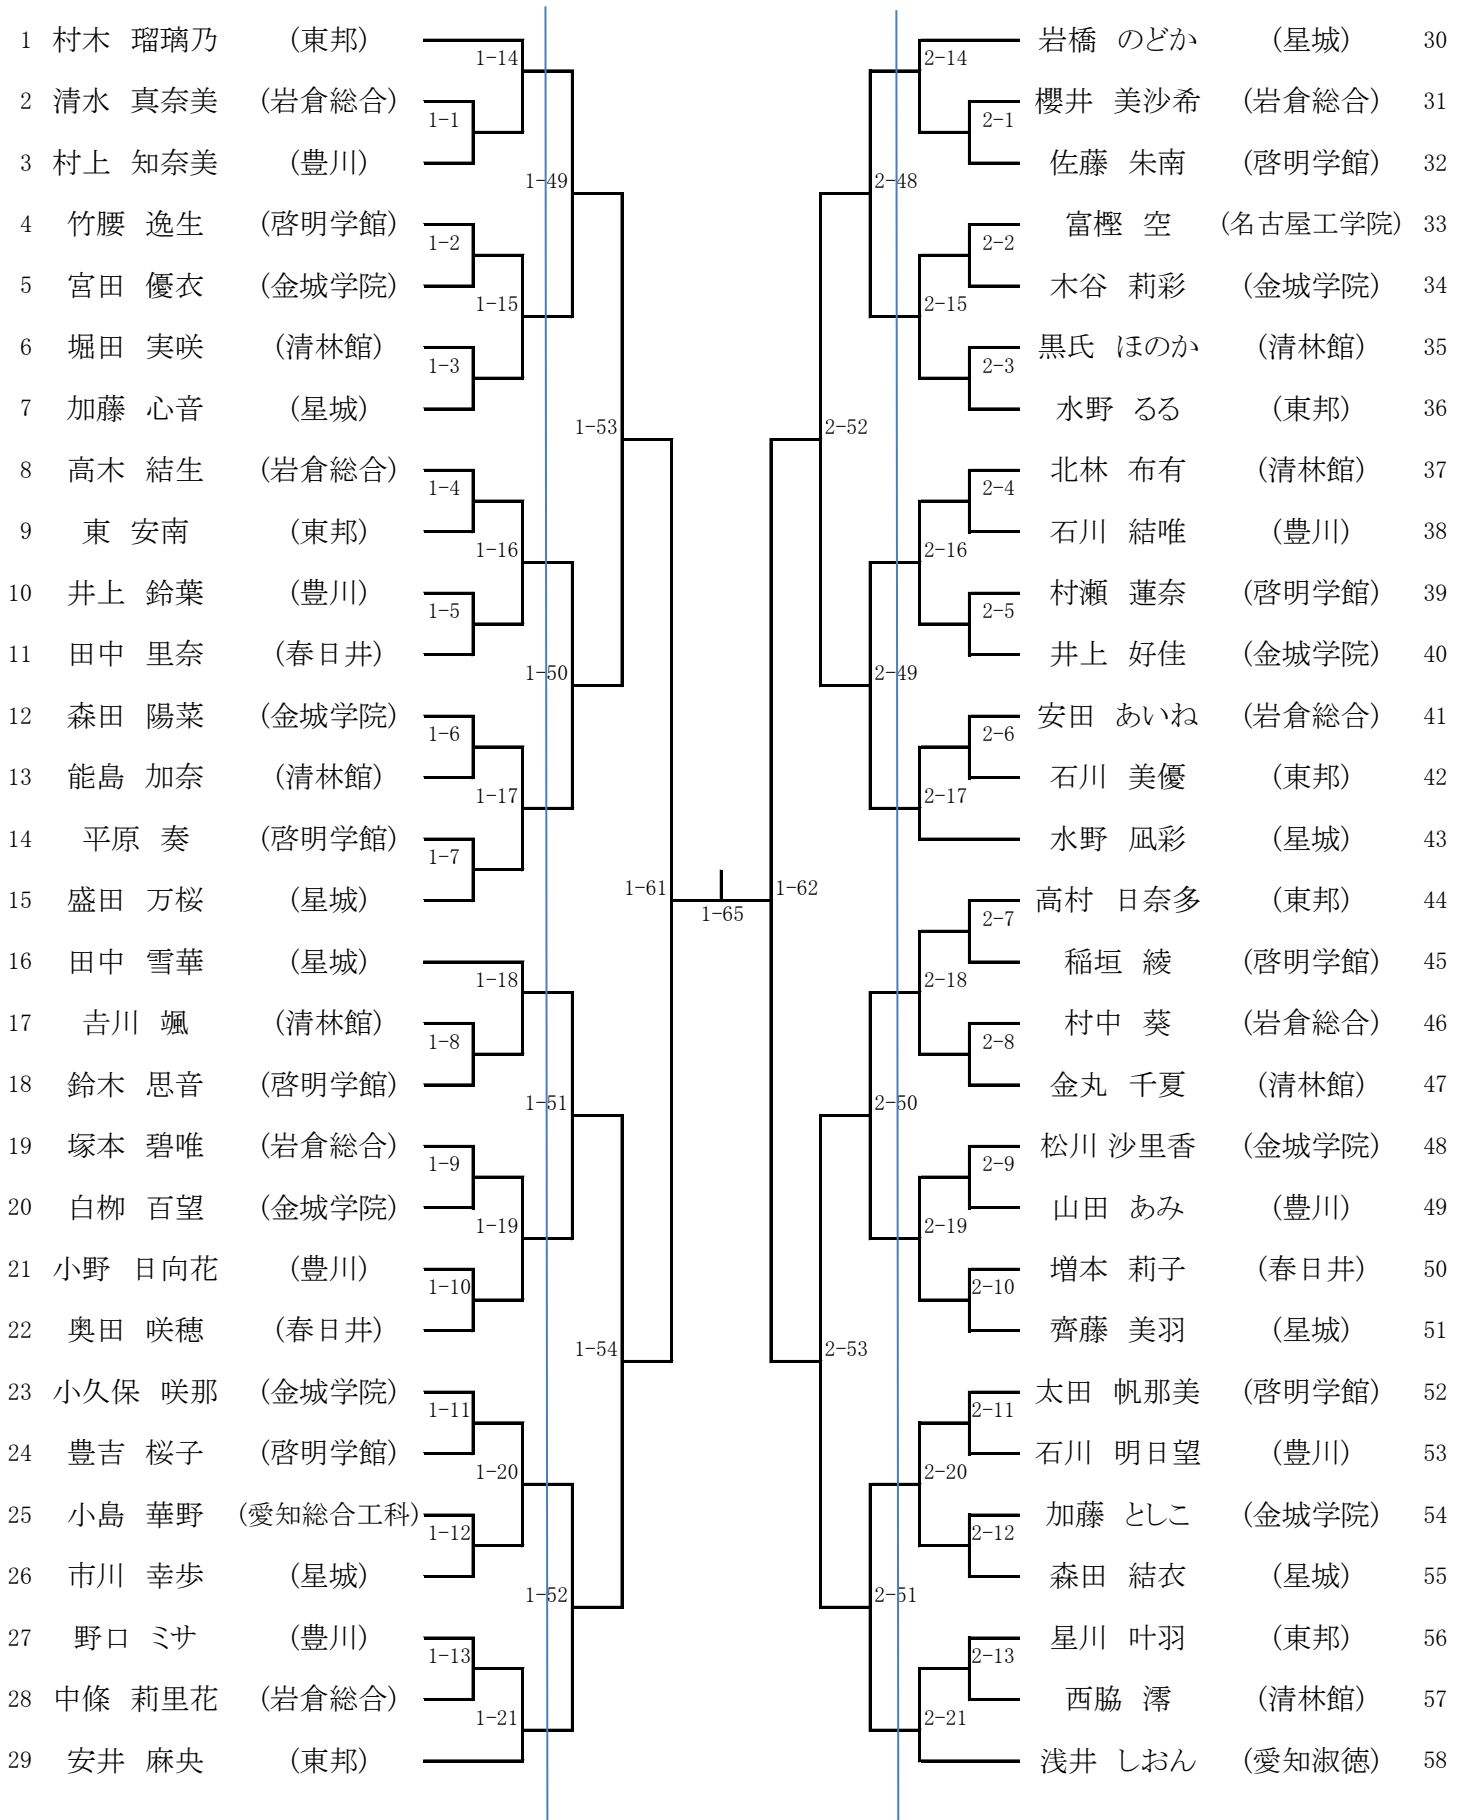 1 村木 瑠璃乃 (東邦) 岩橋 のどか (星城) 30
1-14 2-14
2 清水 真奈美 (岩倉総合) 櫻井 美沙希 (岩倉総合) 31
1-1 2-1
3 村上 知奈美 (豊川) 佐藤 朱南 (啓明学館) 32
1-49 2-48
4 竹腰 逸生 (啓明学館) 富樫 空 (名古屋工学院) 33
1-2 2-2
5 宮田 優衣 (金城学院) 木谷 莉彩 (金城学院) 34
1-15 2-15
6 堀田 実咲 (清林館) 黒氏 ほのか (清林館) 35
1-3 2-3
7 加藤 心音 (星城) 水野 るる (東邦) 36
1-53 2-52
8 高木 結生 (岩倉総合) 北林 布有 (清林館) 37
1-4 2-4
9 東 安南 (東邦) 石川 結唯 (豊川) 38
1-16 2-16
10 井上 鈴葉 (豊川) 村瀬 蓮奈 (啓明学館) 39
1-5 2-5
11 田中 里奈 (春日井) 井上 好佳 (金城学院) 40
1-50 2-49
12 森田 陽菜 (金城学院) 安田 あいね (岩倉総合) 41
1-6 2-6
13 能島 加奈 (清林館) 石川 美優 (東邦) 42
1-17 2-17
14 平原 奏 (啓明学館) 水野 凪彩 (星城) 43
1-7
1-61 1-62
15 盛田 万桜 (星城) 高村 日奈多 (東邦) 44
1-65 2-7
16 田中 雪華 (星城) 稲垣 綾 (啓明学館) 45
1-18 2-18
17 𠮷川 颯 (清林館) 村中 葵 (岩倉総合) 46
1-8 2-8
18 鈴木 思音 (啓明学館) 金丸 千夏 (清林館) 47
1-51 2-50
19 塚本 碧唯 (岩倉総合) 松川 沙里香 (金城学院) 48
1-9 2-9
20 白栁 百望 (金城学院) 山田 あみ (豊川) 49
1-19 2-19
21 小野 日向花 (豊川) 増本 莉子 (春日井) 50
1-10 2-10
22 奥田 咲穂 (春日井) 齊藤 美羽 (星城) 51
1-54 2-53
23 小久保 咲那 (金城学院) 太田 帆那美 (啓明学館) 52
1-11 2-11
24 豊吉 桜子 (啓明学館) 石川 明日望 (豊川) 53
1-20 2-20
25 小島 華野 (愛知総合工科) 加藤 としこ (金城学院) 54
1-12 2-12
26 市川 幸歩 (星城) 森田 結衣 (星城) 55
1-52 2-51
27 野口 ミサ (豊川) 星川 叶羽 (東邦) 56
1-13 2-13
28 中條 莉里花 (岩倉総合) 西脇 澪 (清林館) 57
1-21 2-21
29 安井 麻央 (東邦) 浅井 しおん (愛知淑徳) 58